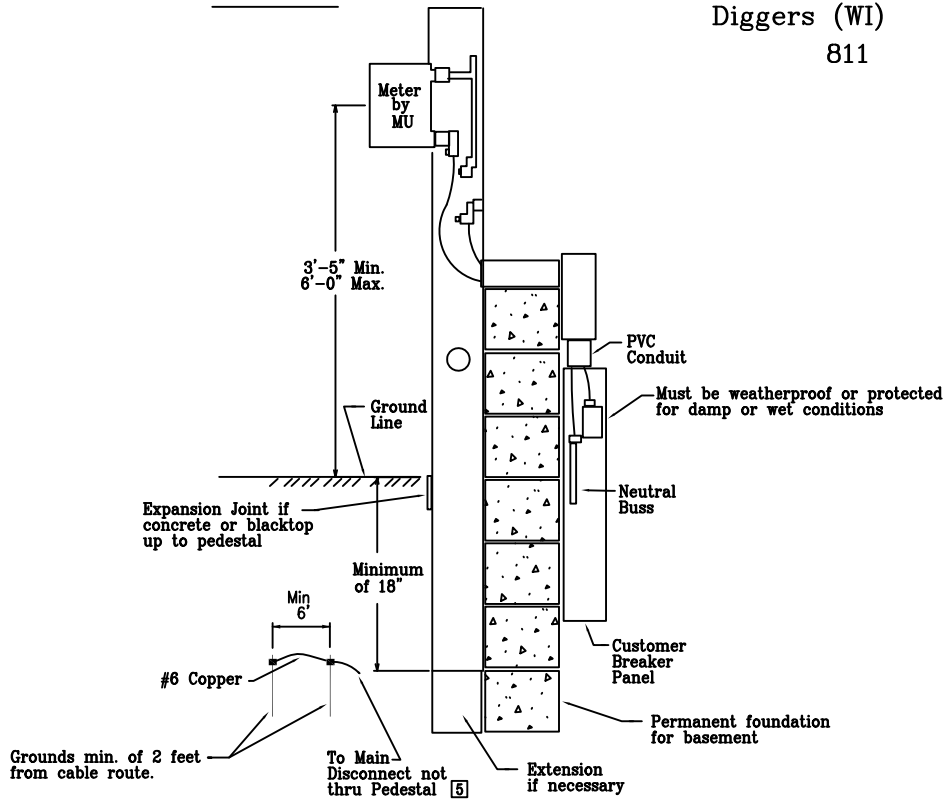 Diggers (WI)
811
Meter
by
MU
3'-5" Min.
6'-0" Max.
PVC
Conduit
Must be weatherproof or protected
for damp or wet conditions
Ground
Line
Neutral
Buss
Expansion Joint if
concrete or blacktop
up to pedestal
Minimum
of 18"
Min
6'
Customer
Breaker
Panel
#6 Copper
Permanent foundation
for basement
Grounds min. of 2 feet
from cable route.
To Main
Disconnect not
thru Pedestal 5
Extension
if necessary